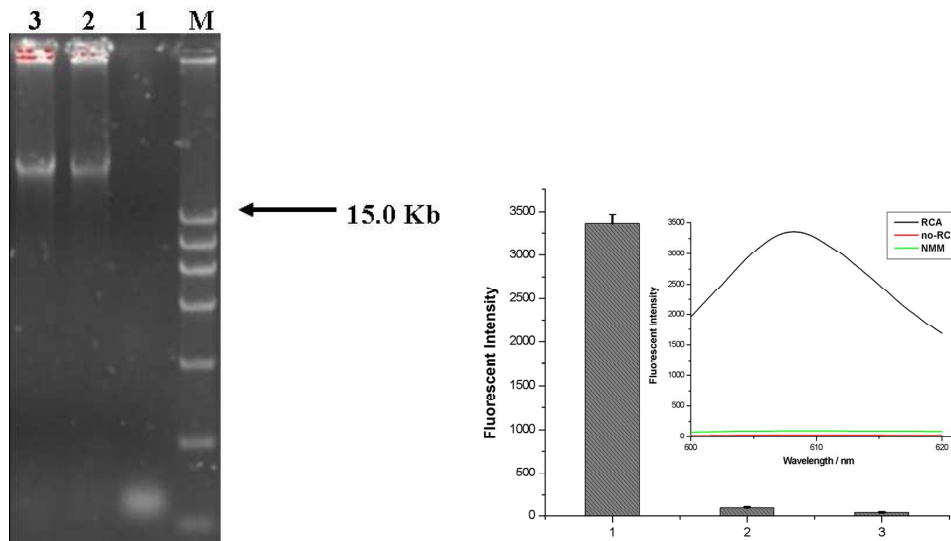 3 2 1 M
15.0 Kb
Fluorescent Intensity
3500
3000
2500
2000
1500
1000
500
0
1 2 3
Fluorescent Intensity
3500
3000
2500
2000
1500
1000
500
0
600 610 620
Wavelength / nm
RCA
no-RC
NMM